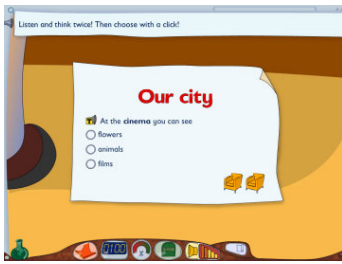 Listen and think twice! Then choose with a click!
Our city
At the cinema you can see
flowers
animals
films